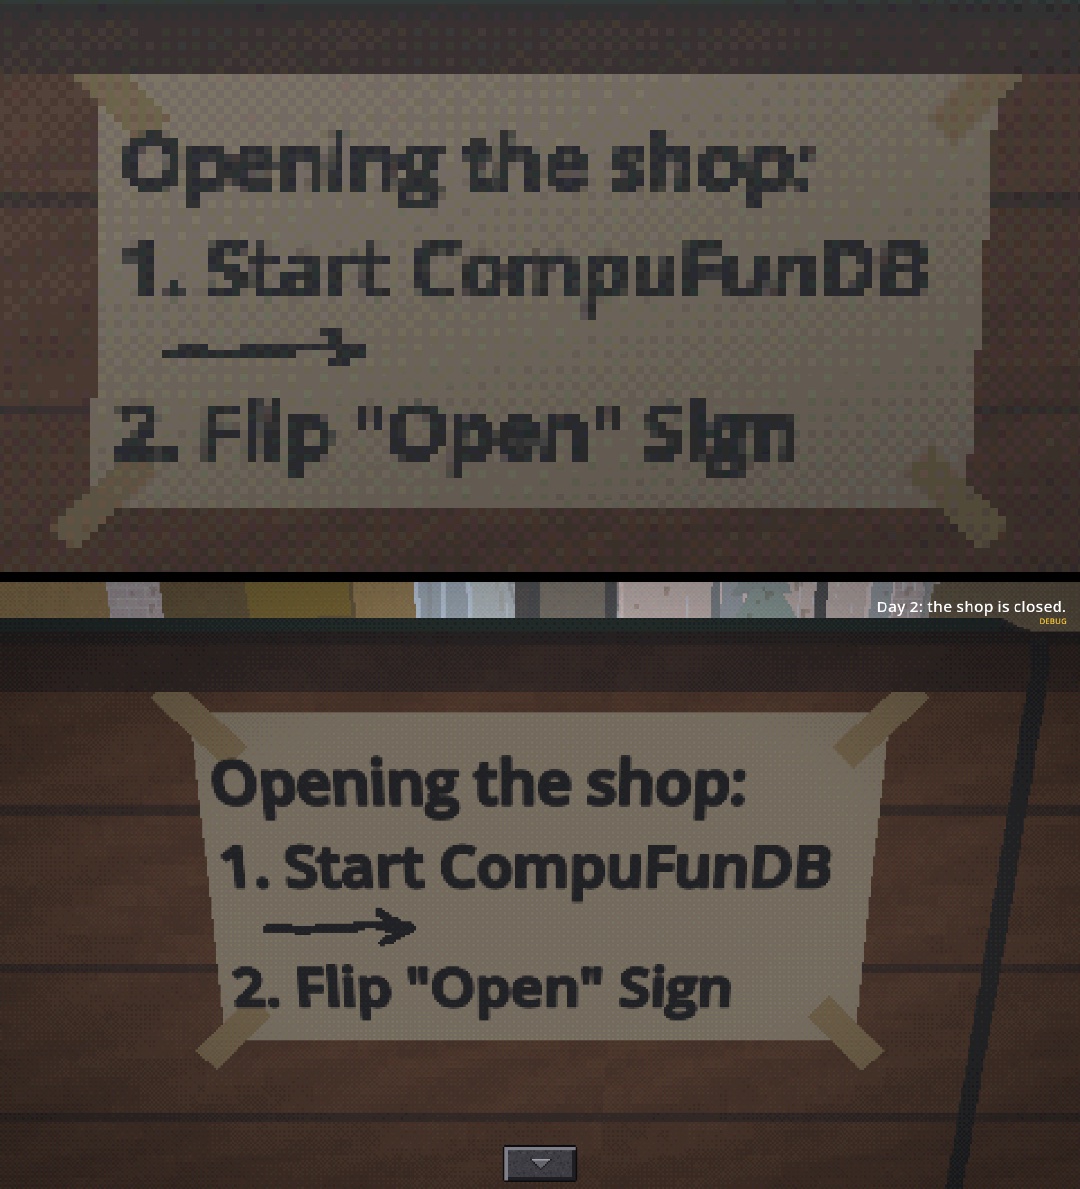 Opening the shop:
1. Start CompuFunDB
2. Flip "Open" Sign
Day 2: the shop is closed.
DEBUG
Opening the shop:
1. Start CompuFunDB
2. Flip "Open" Sign